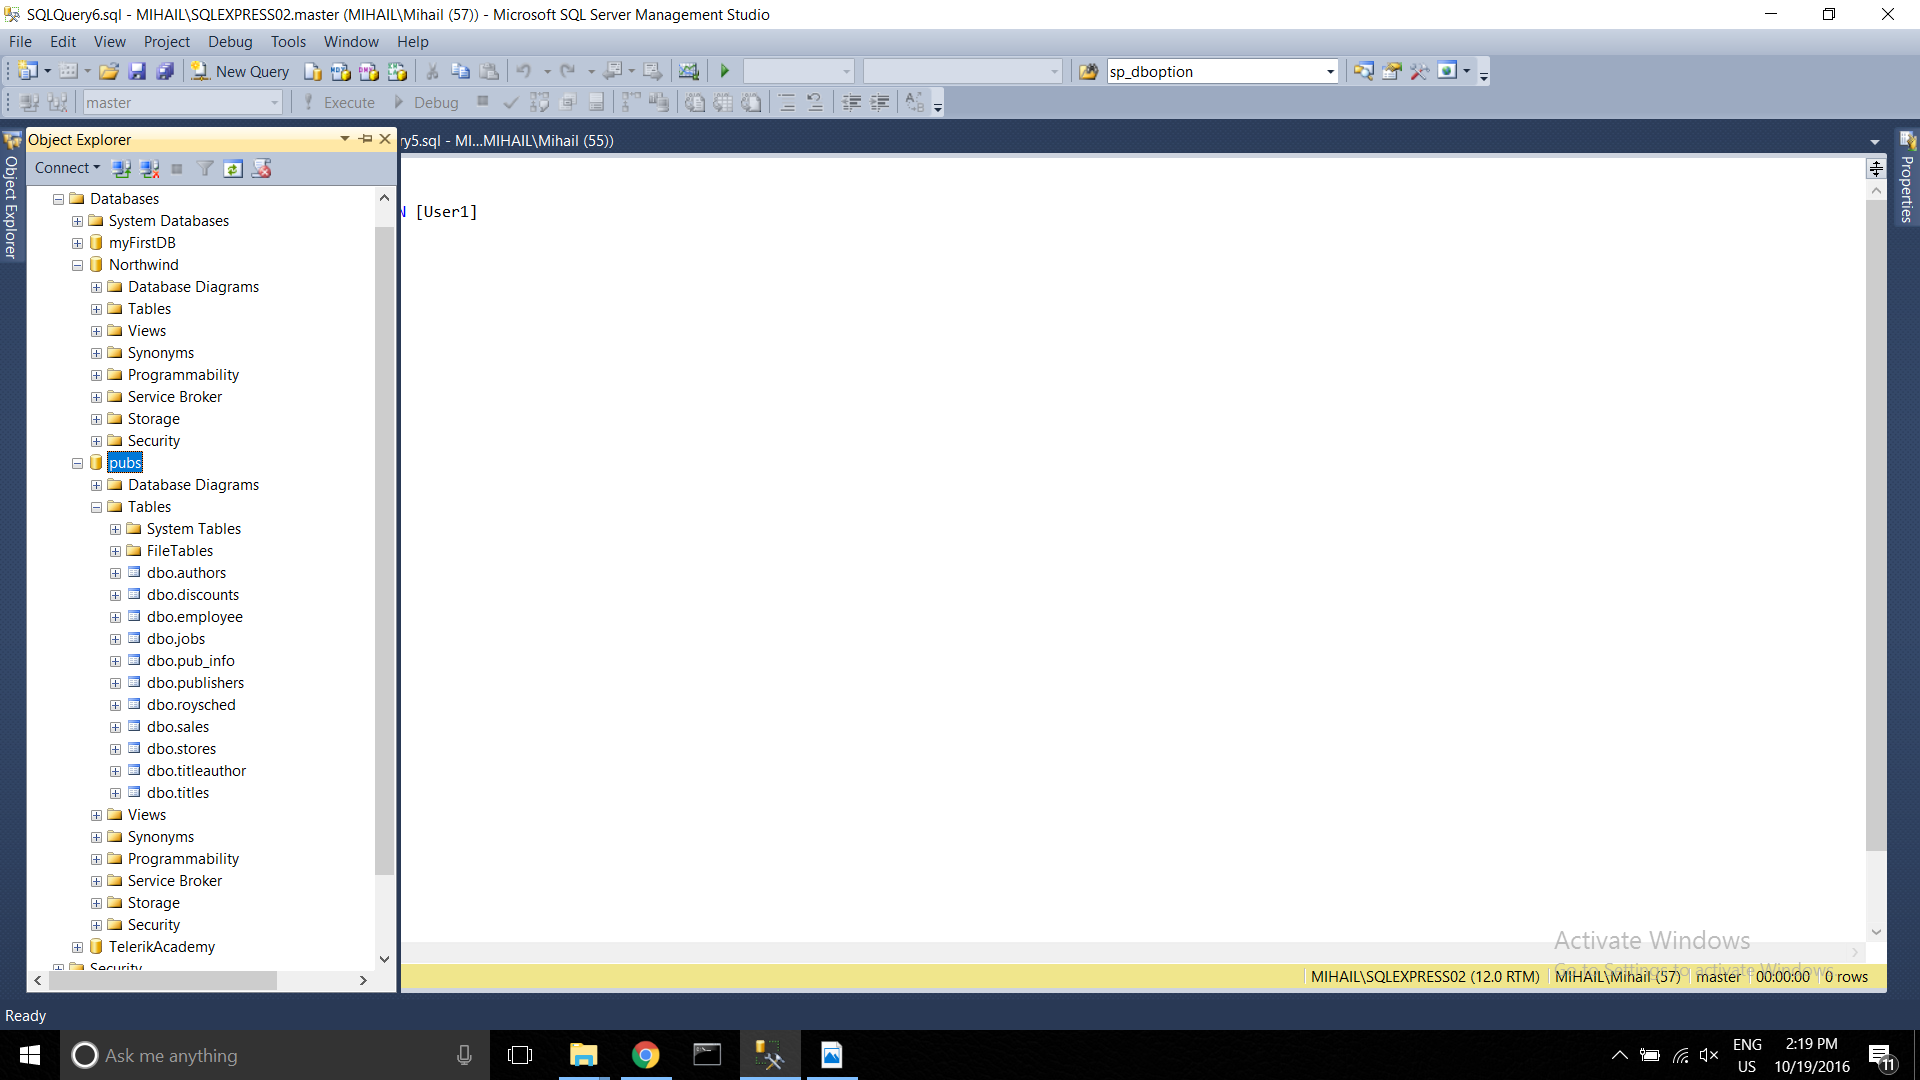 SQLQuery6.sql - MIHAIL\SQLEXPRESS02.master (MIHAIL\Mihail (57)) - Microsoft SQL Server Management Studio
File Edit View Project Debug Tools Window Help
New Query sp_dboption
master Execute Debug
Object Explorer
Object Explorer
ry5.sql - MI...MIHAIL\Mihail (55))
Properties
Connect
N [User1]
Databases
System Databases
myFirstDB
Northwind
Database Diagrams
Tables
Views
Synonyms
Programmability
Service Broker
Storage
Security
pubs
Database Diagrams
Tables
System Tables
FileTables
dbo.authors
dbo.discounts
dbo.employee
dbo.jobs
dbo.pub_info
dbo.publishers
dbo.roysched
dbo.sales
dbo.stores
dbo.titleauthor
dbo.titles
Views
Synonyms
Programmability
Service Broker
Storage
Security
TelerikAcademy
Security
Activate Windows
Go to Settings to activate Windows.
MIHAIL\SQLEXPRESS02 (12.0 RTM) MIHAIL\Mihail (57) master 00:00:00 0 rows
Ready
Ask me anything
ENG
US
2:19 PM
10/19/2016
11